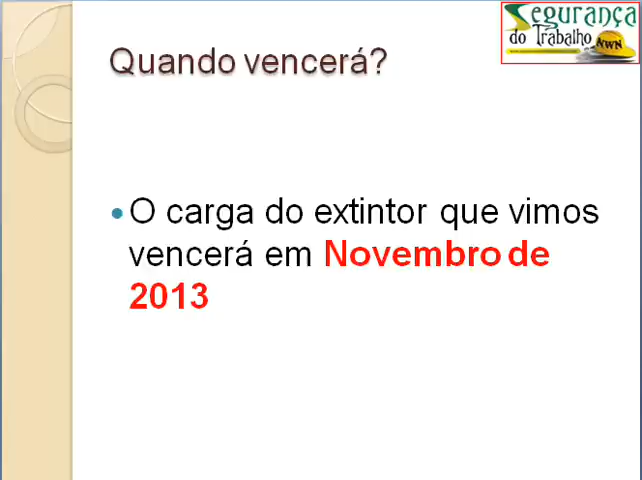 Segurança
do Trabalho NWN
Quando vencerá?
• O carga do extintor que vimos
vencerá em Novembro de
2013